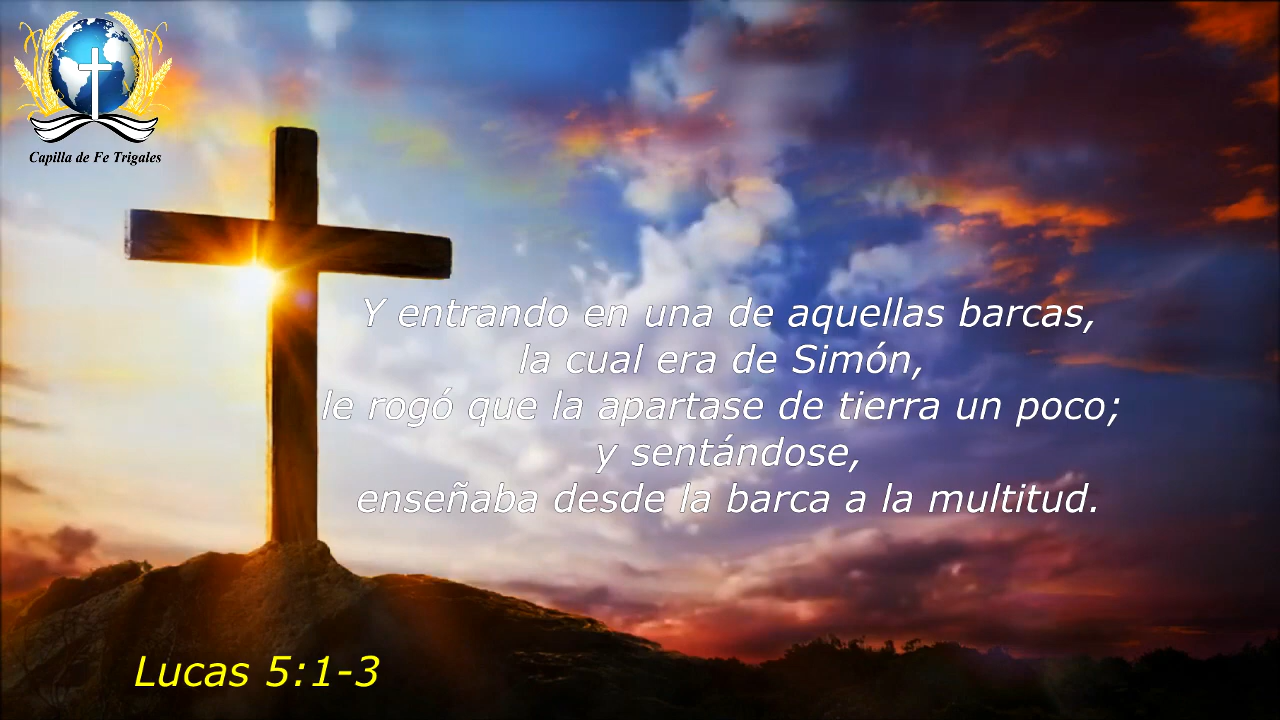 Capilla de Fe Trigales
Y entrando en una de aquellas barcas,
la cual era de Simón,
le rogó que la apartase de tierra un poco;
y sentándose,
enseñaba desde la barca a la multitud.
Lucas 5:1-3